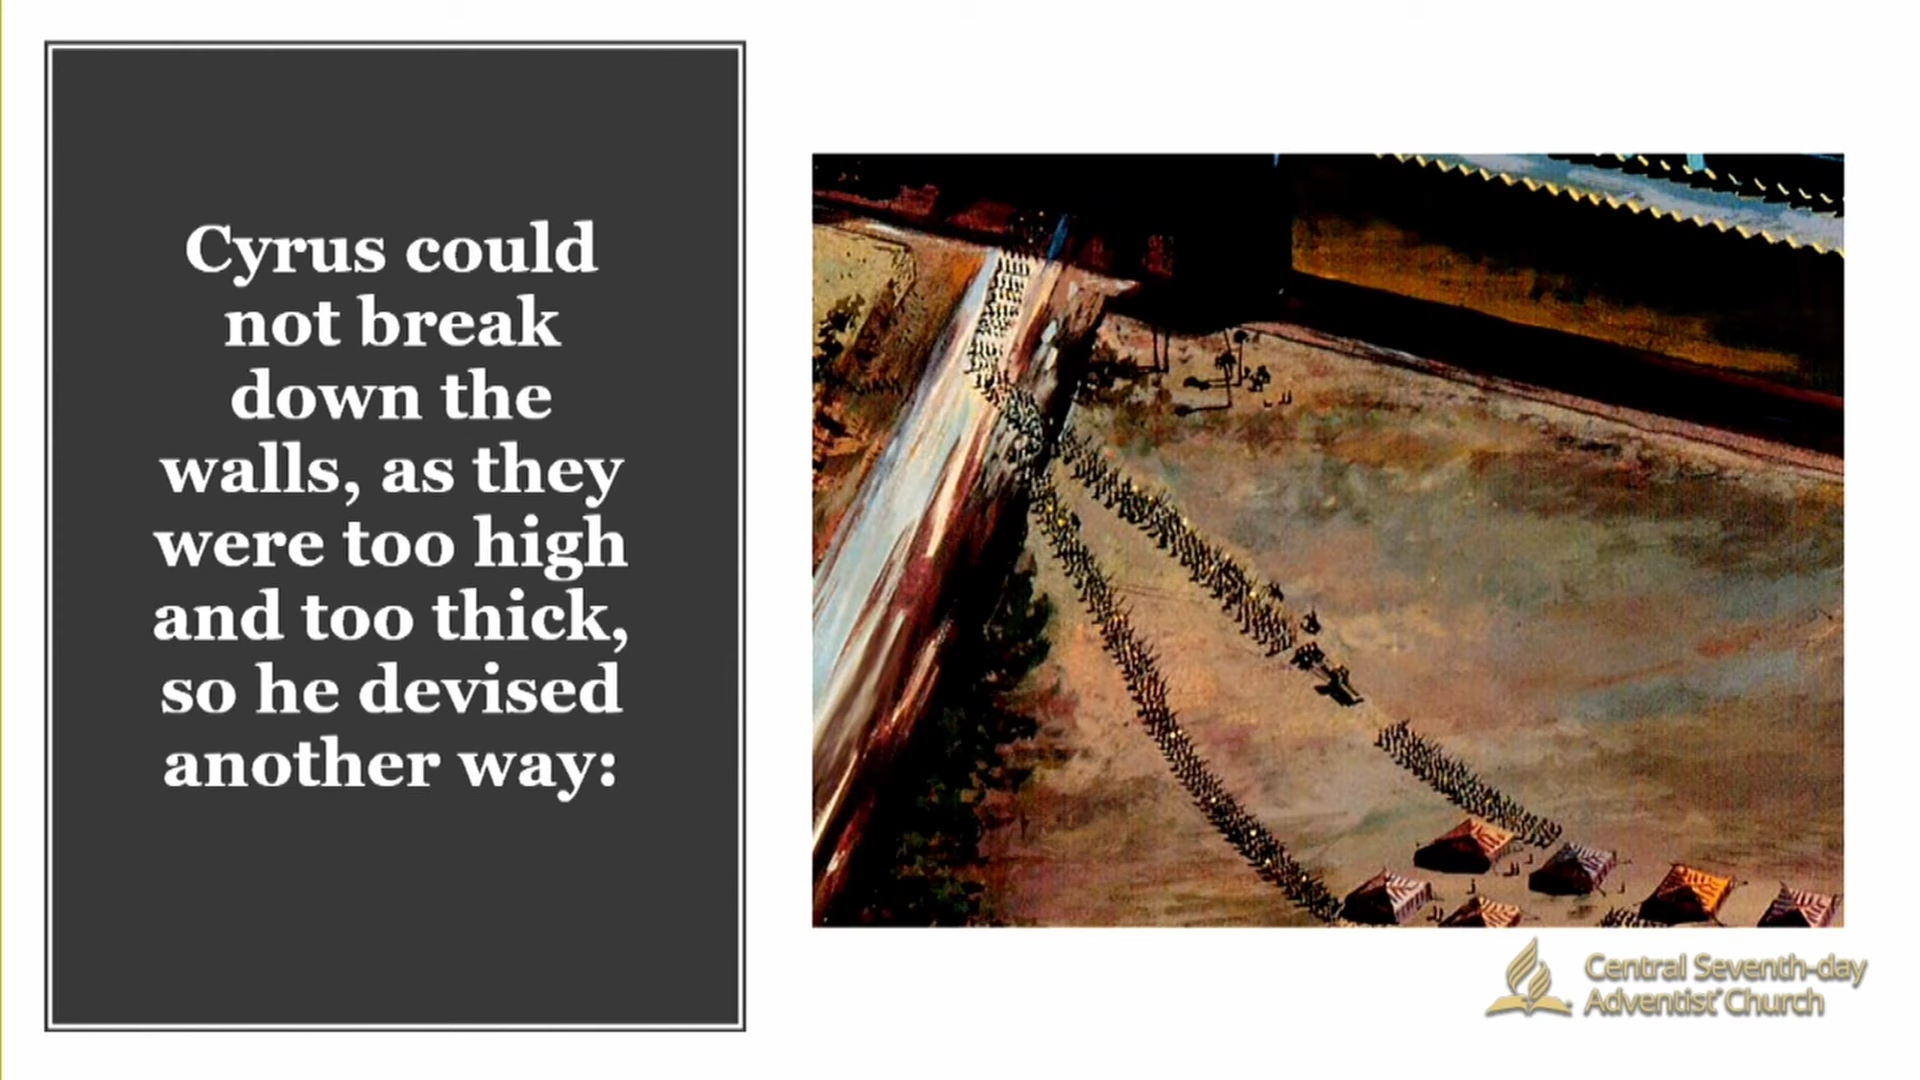 Cyrus could
not break
down the
walls, as they
were too high
and too thick,
so he devised
another way:
Central Seventh-day
Adventist® Church